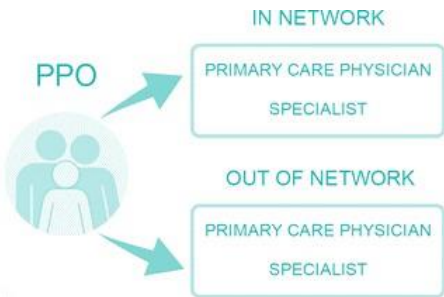 PPO
IN NETWORK
PRIMARY CARE PHYSICIAN
SPECIALIST
OUT OF NETWORK
PRIMARY CARE PHYSICIAN
SPECIALIST